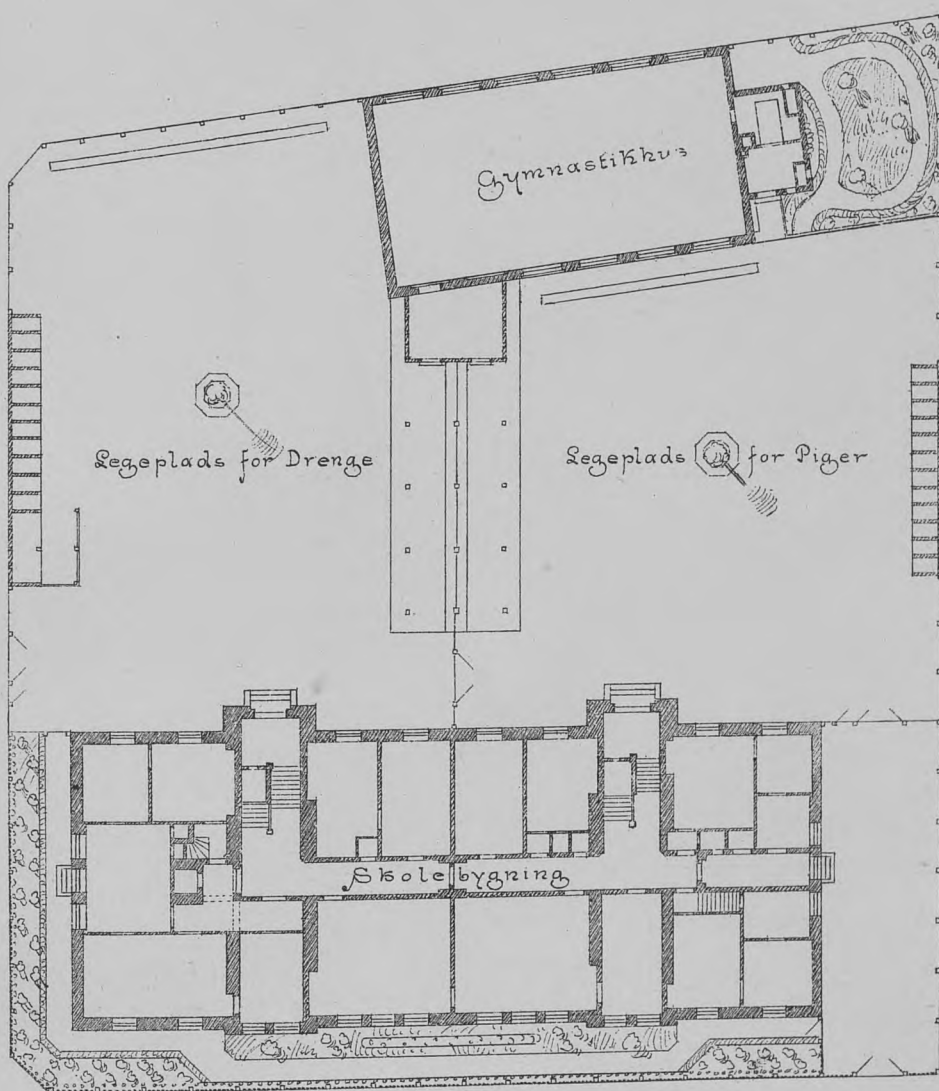 Gymnastikhus
Legeplads for Drenge
Legeplads for Piger
Skolebygning